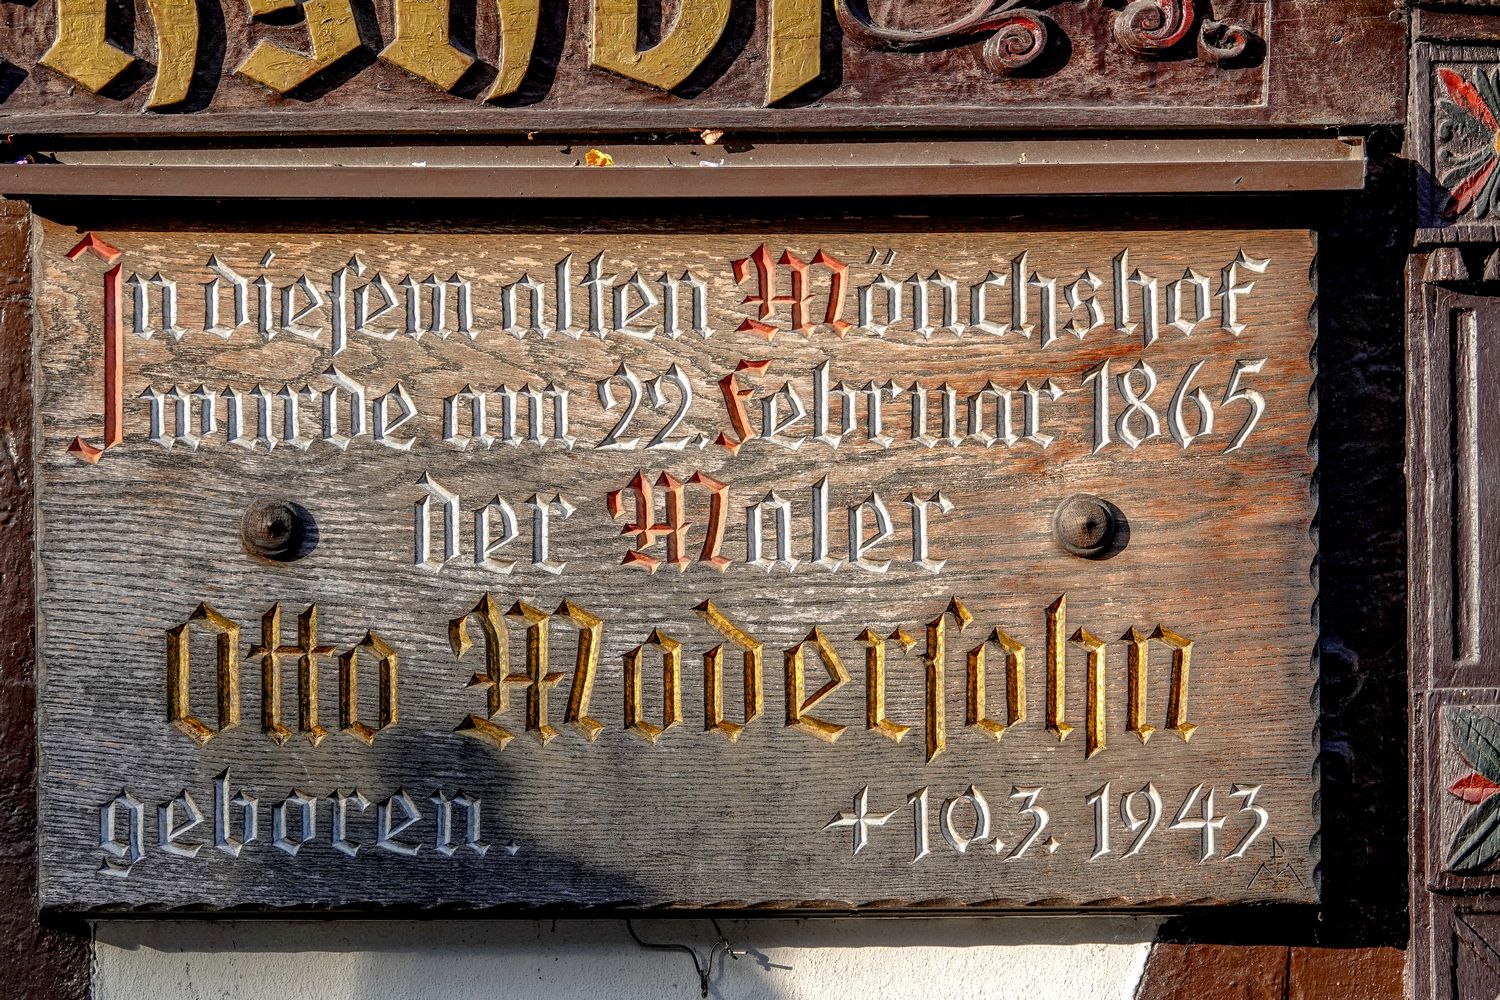 In diesem alten Mönchshof
wurde am 22. Februar 1865
der Maler
Otto Modersohn
geboren. + 10. 3. 1943